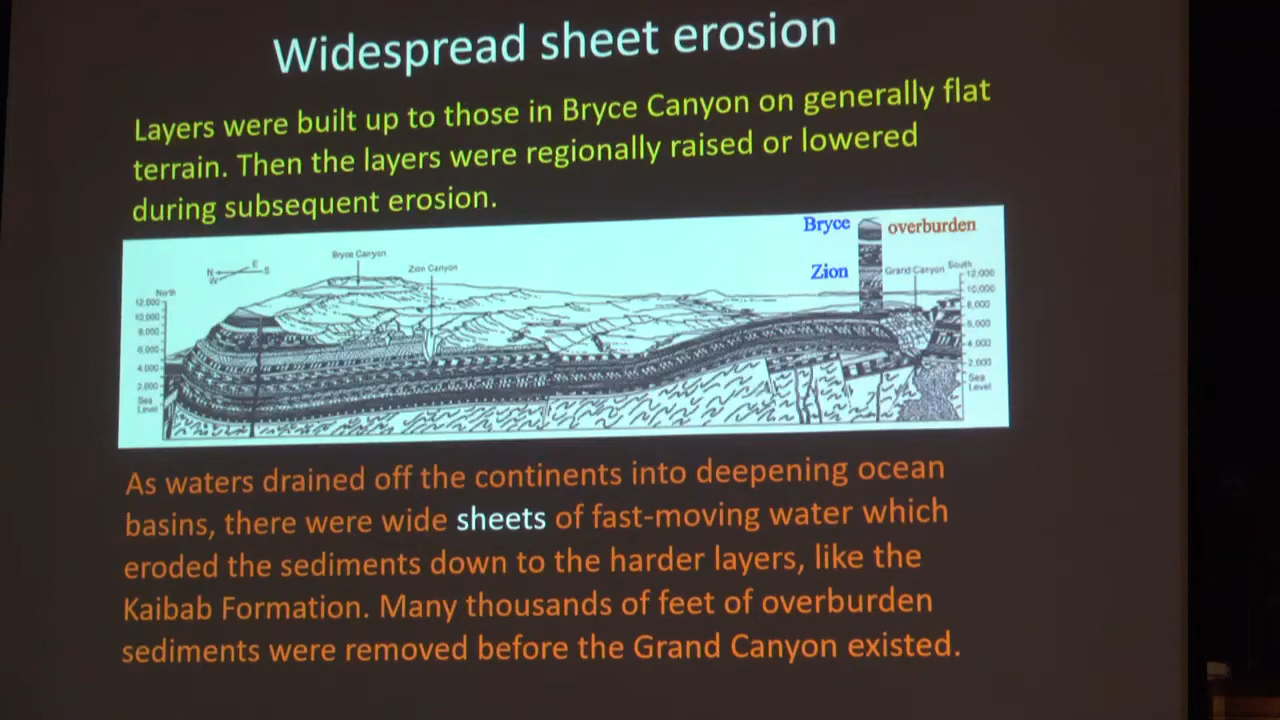 Widespread sheet erosion
Layers were built up to those in Bryce Canyon on generally flat
terrain. Then the layers were regionally raised or lowered
during subsequent erosion.
Bryce overburden
Bryce Canyon
Zion Canyon
Zion
Grand Canyon
N E
W S
North
South
12,000
10,000
8,000
6,000
4,000
2,000
Sea
Level
12,000
10,000
8,000
6,000
4,000
2,000
Sea
Level
As waters drained off the continents into deepening ocean
basins, there were wide sheets of fast-moving water which
eroded the sediments down to the harder layers, like the
Kaibab Formation. Many thousands of feet of overburden
sediments were removed before the Grand Canyon existed.